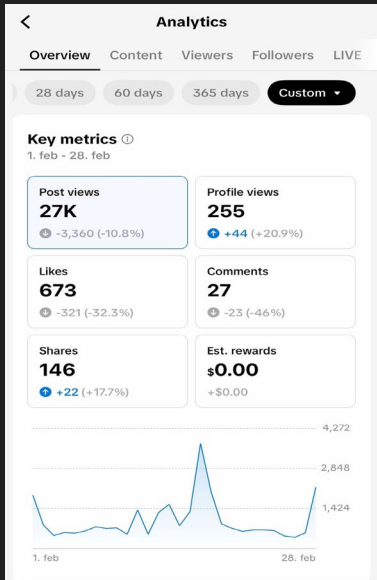 Analytics
Overview Content Viewers Followers LIVE
28 days 60 days 365 days Custom
Key metrics
1. feb - 28. feb
Post views
27K
-3,360 (-10.8%)
Profile views
255
+44 (+20.9%)
Likes
673
-321 (-32.3%)
Comments
27
-23 (-46%)
Shares
146
+22 (+17.7%)
Est. rewards
$0.00
+$0.00
4,272
2,848
1,424
1. feb 28. feb